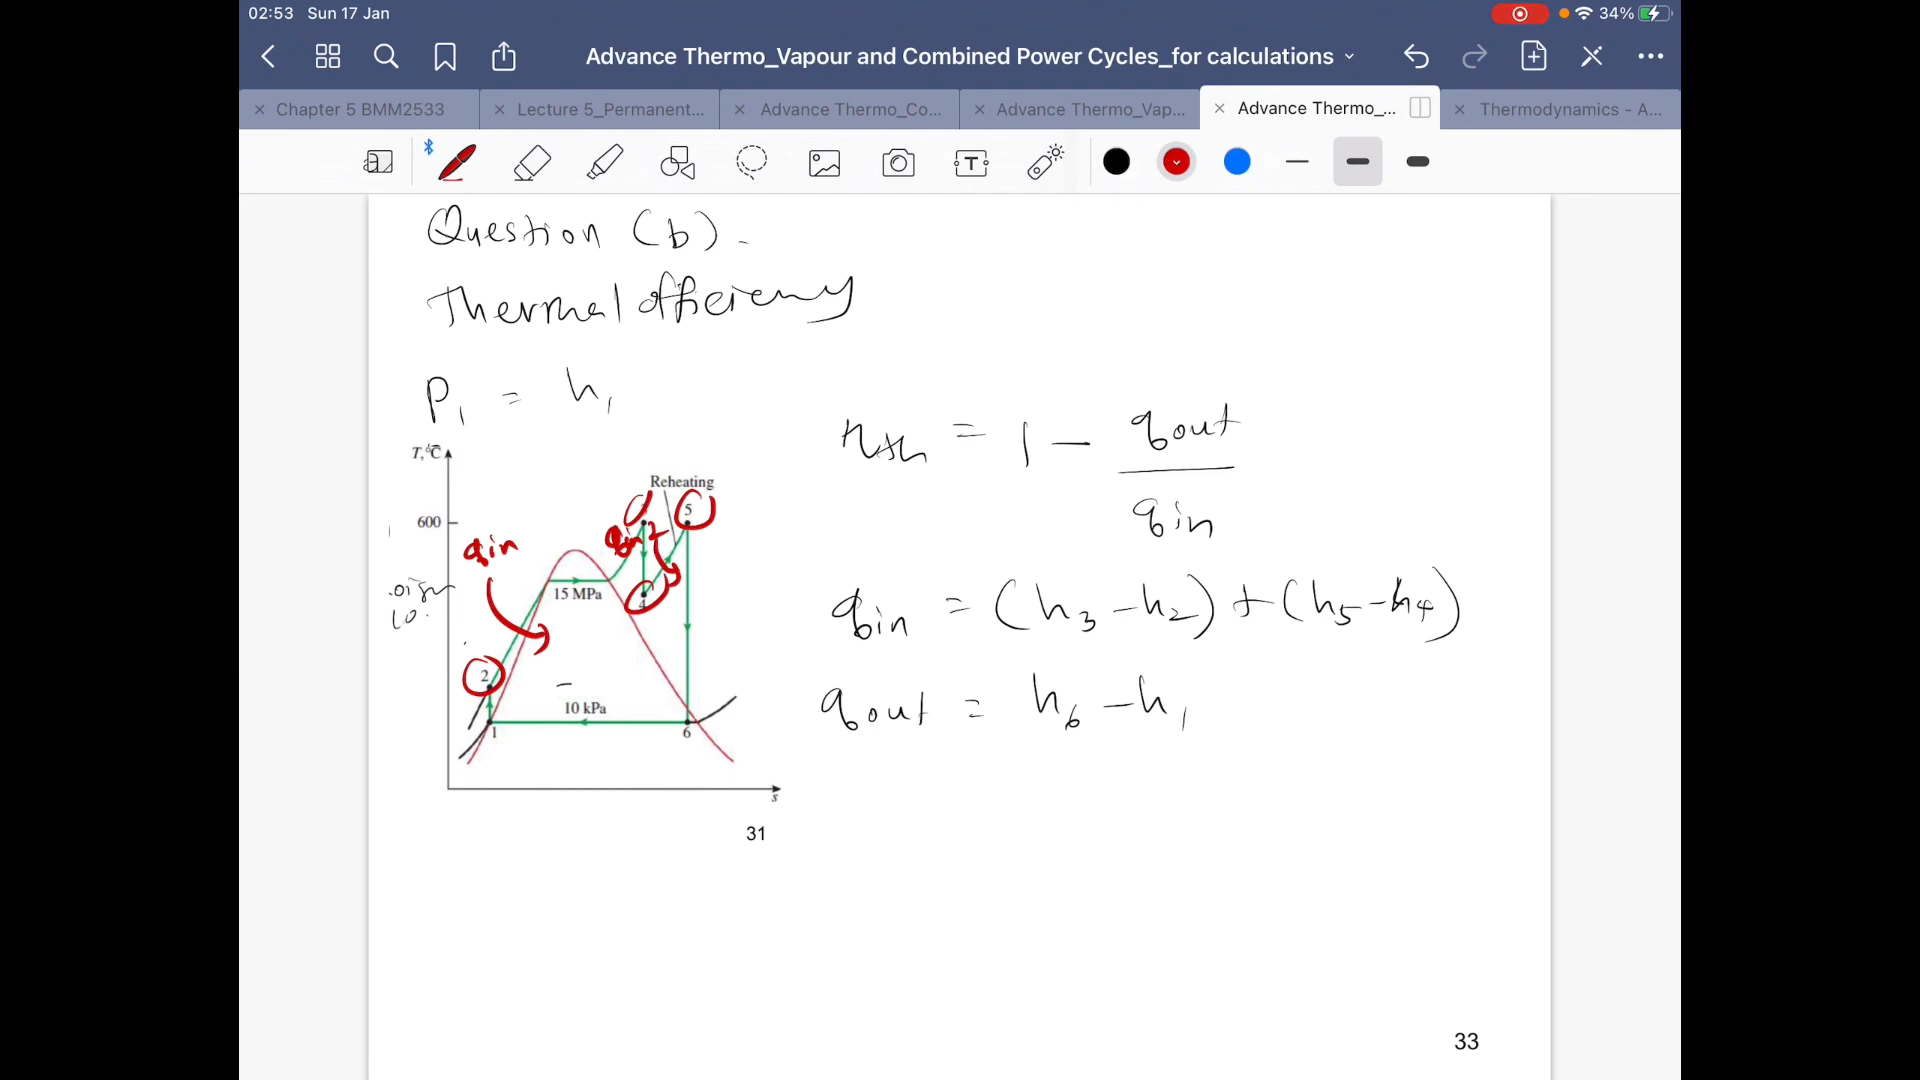 02:53 Sun 17 Jan
34%
Advance Thermo_Vapour and Combined Power Cycles_for calculations
Chapter 5 BMM2533
Lecture 5_Permanent...
Advance Thermo_Co...
Advance Thermo_Vap...
Advance Thermo_...
Thermodynamics - A...
Question (b).
Thermal efficiency
P₁ = h₁
ηth = 1 − qout / qin
qin = (h₃ − h₂) + (h₅ − h₄)
qout = h₆ − h₁
T, °C
Reheating
600
5
qin
15 MPa
4
2
10 kPa
1
6
s
31
33